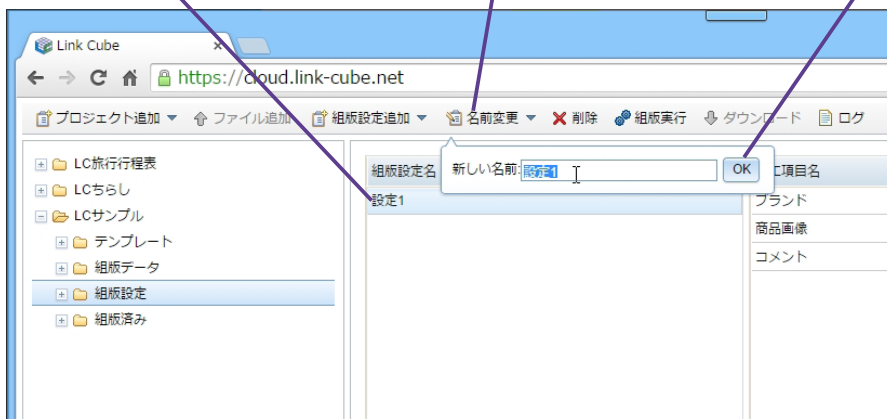 Link Cube
https://cloud.link-cube.net
プロジェクト追加 ファイル追加 組版設定追加 名前変更 削除 組版実行 ダウンロード ログ
新しい名前: 設定1 OK
LC旅行行程表
LCちらし
LCサンプル
テンプレート
組版データ
組版設定
組版済み
組版設定名
設定1
項目名
ブランド
商品画像
コメント